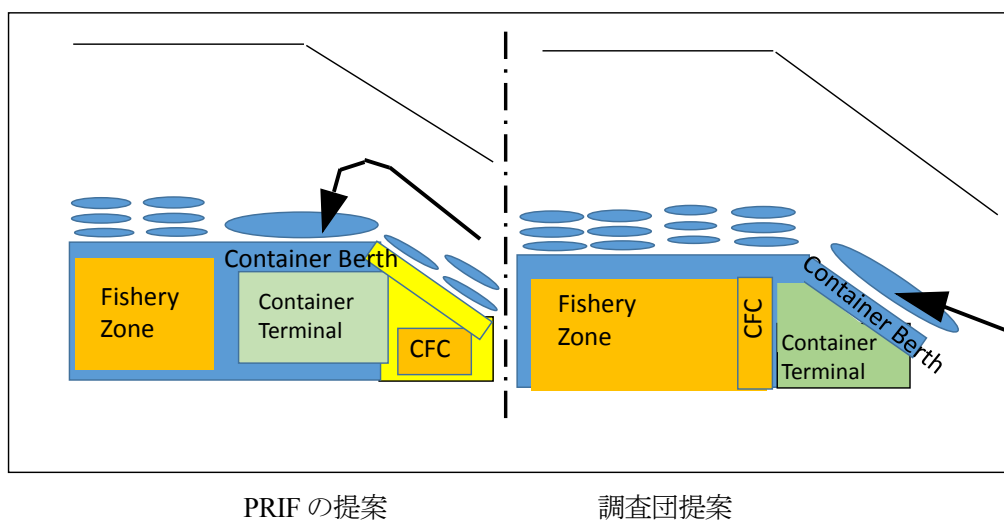 Container Berth
Fishery
Zone
Container
Terminal
CFC
Fishery
Zone
CFC
Container Berth
Container
Terminal
PRIF の提案
調査団提案